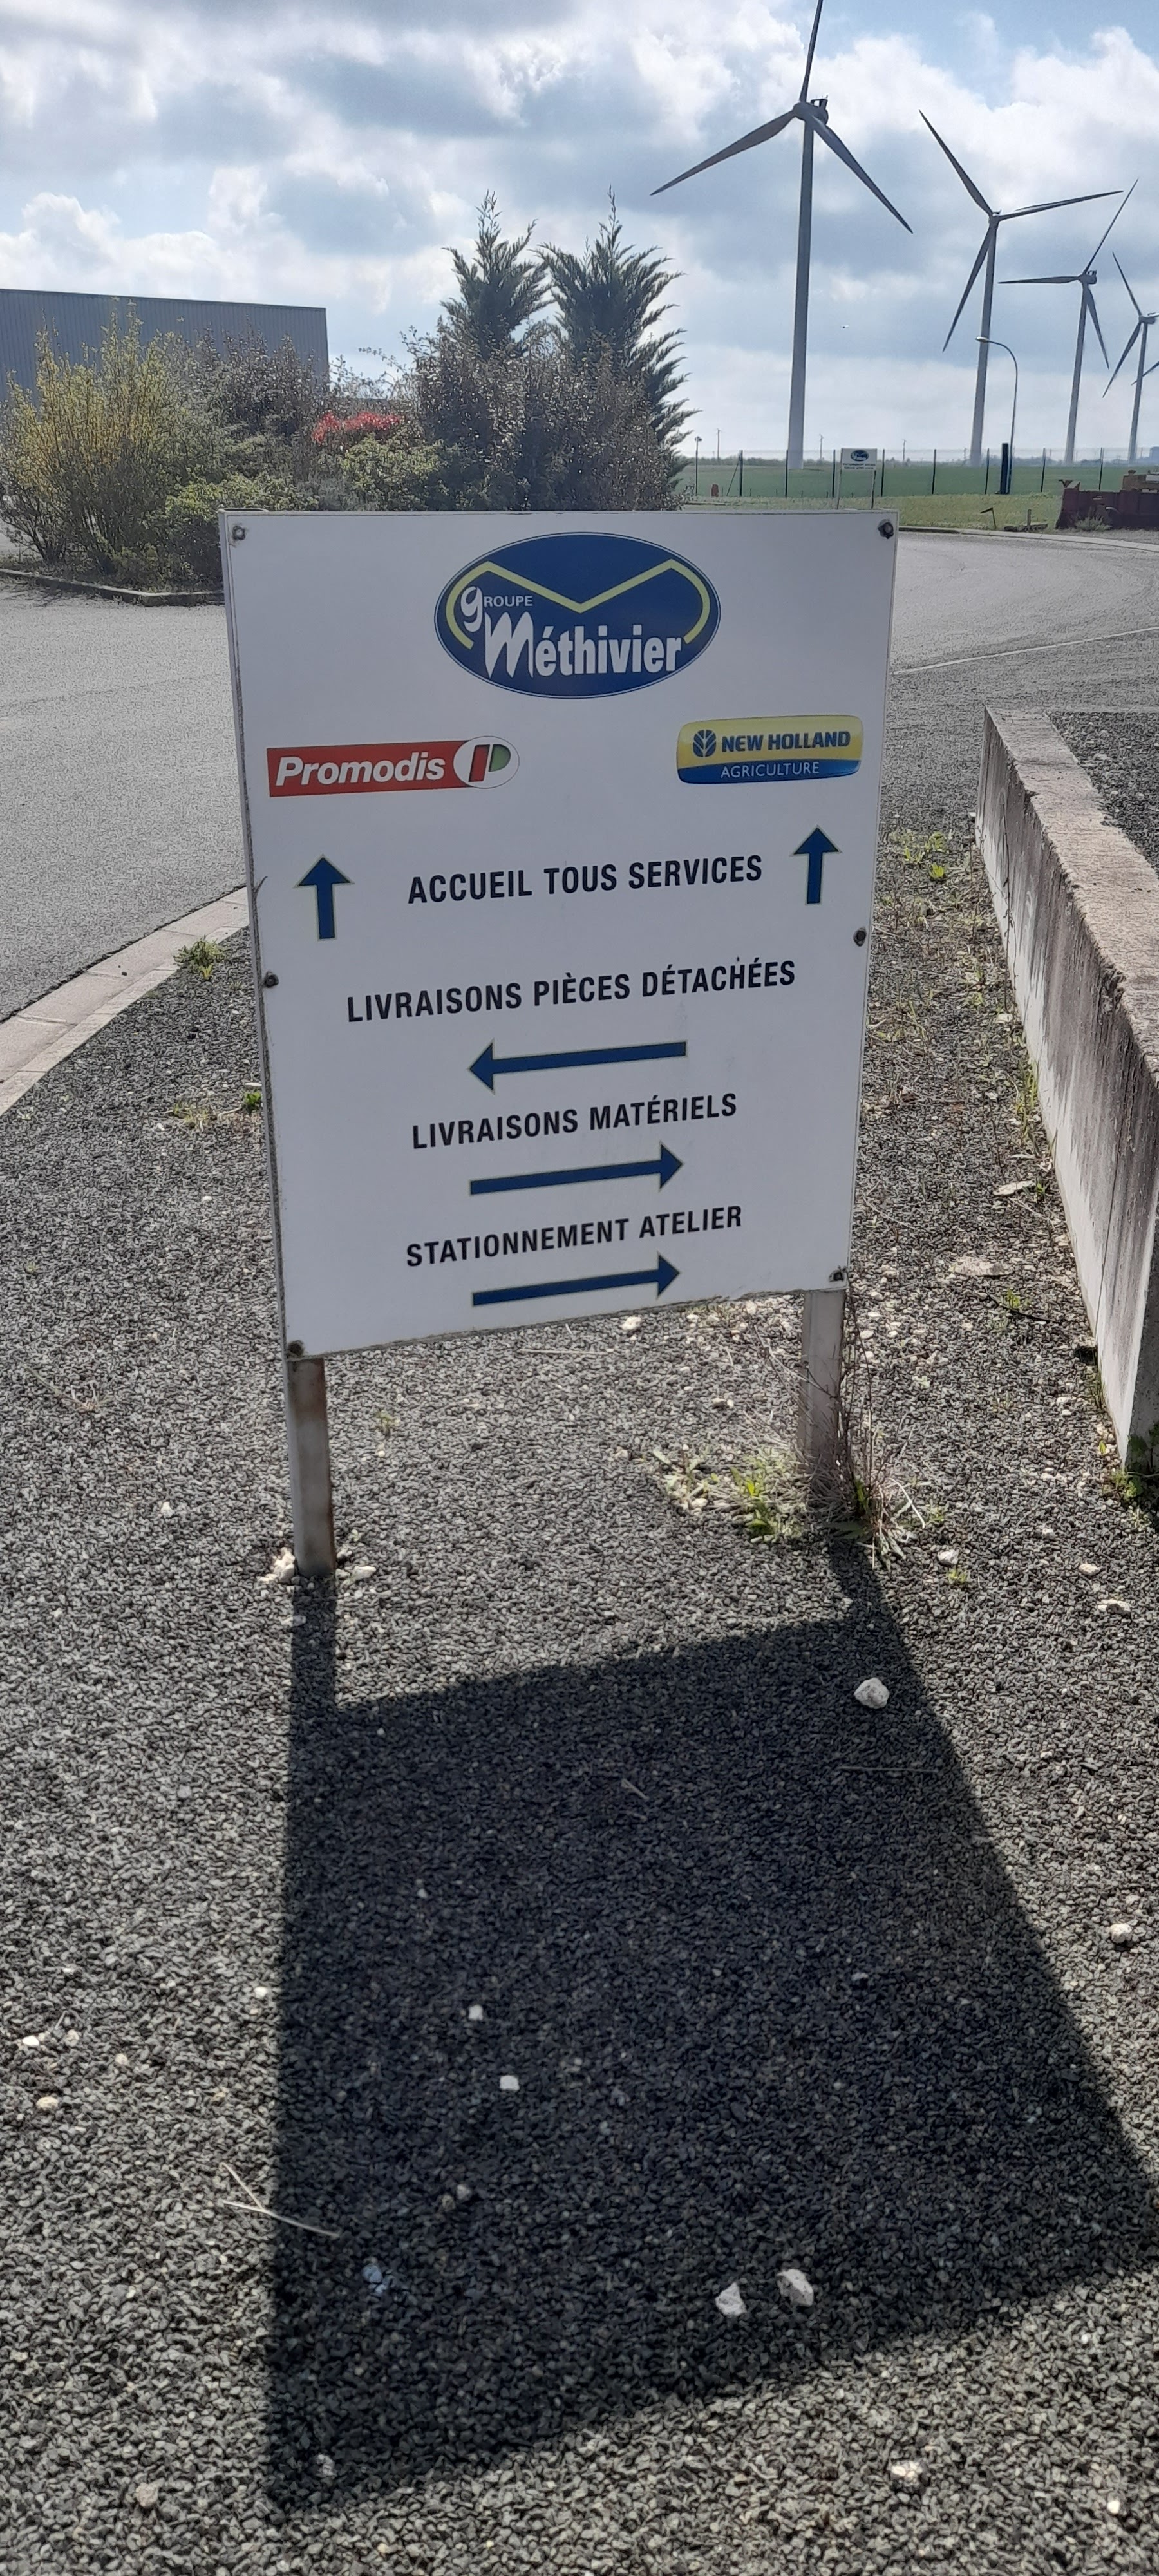 GROUPE
Méthivier
Promodis
NEW HOLLAND
AGRICULTURE
ACCUEIL TOUS SERVICES
LIVRAISONS PIÈCES DÉTACHÉES
LIVRAISONS MATÉRIELS
STATIONNEMENT ATELIER